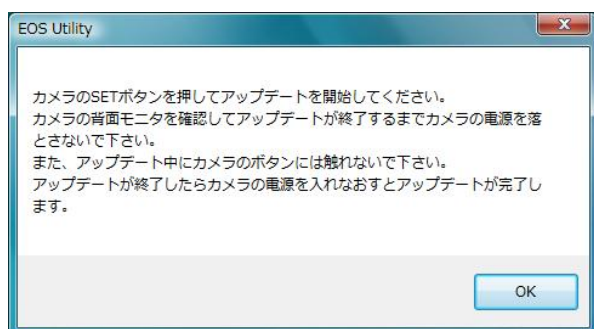 EOS Utility
カメラのSETボタンを押してアップデートを開始してください。
カメラの背面モニタを確認してアップデートが終了するまでカメラの電源を落
とさないで下さい。
また、アップデート中にカメラのボタンには触れないで下さい。
アップデートが終了したらカメラの電源を入れなおすとアップデートが完了し
ます。
OK